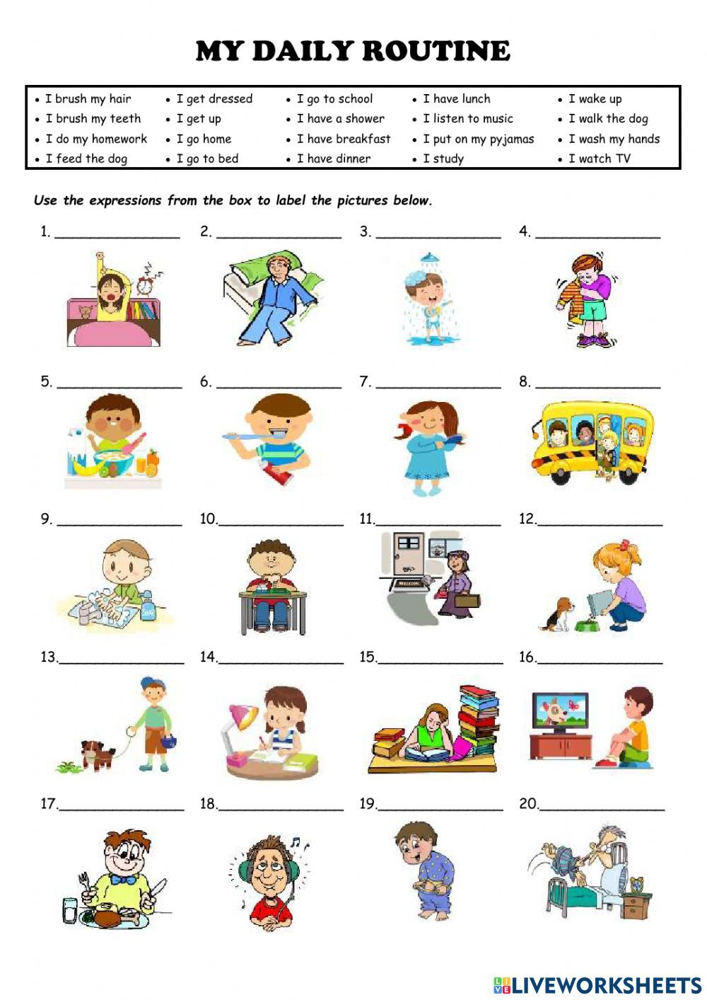 MY DAILY ROUTINE
• I brush my hair • I get dressed • I go to school • I have lunch • I wake up
• I brush my teeth • I get up • I have a shower • I listen to music • I walk the dog
• I do my homework • I go home • I have breakfast • I put on my pyjamas • I wash my hands
• I feed the dog • I go to bed • I have dinner • I study • I watch TV
Use the expressions from the box to label the pictures below.
1. ________________ 2. ________________ 3. ________________ 4. ________________
5. ________________ 6. ________________ 7. ________________ 8. ________________
9. ________________ 10.________________ 11.________________ 12.________________
WELCOME
13.________________ 14.________________ 15.________________ 16.________________
17.________________ 18.________________ 19.________________ 20.________________
LIVE LIVEWORKSHEETS